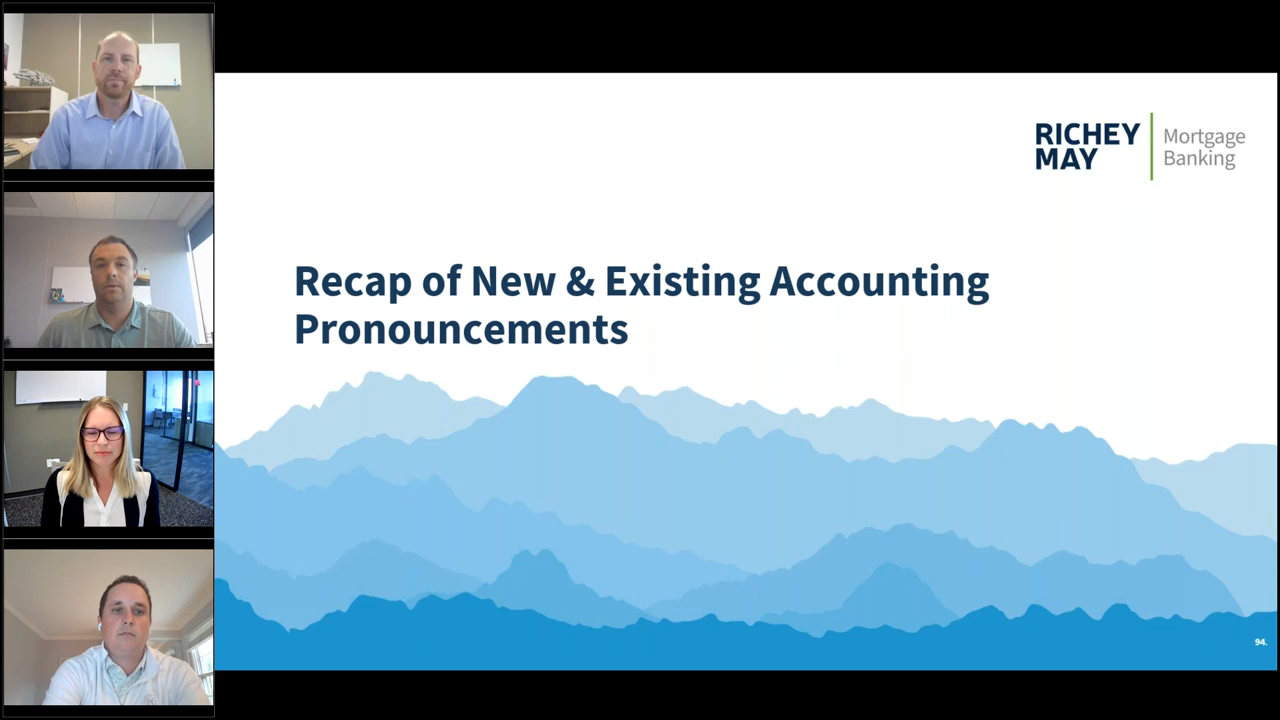 RICHEY
MAY
Mortgage
Banking
Recap of New & Existing Accounting
Pronouncements
94.